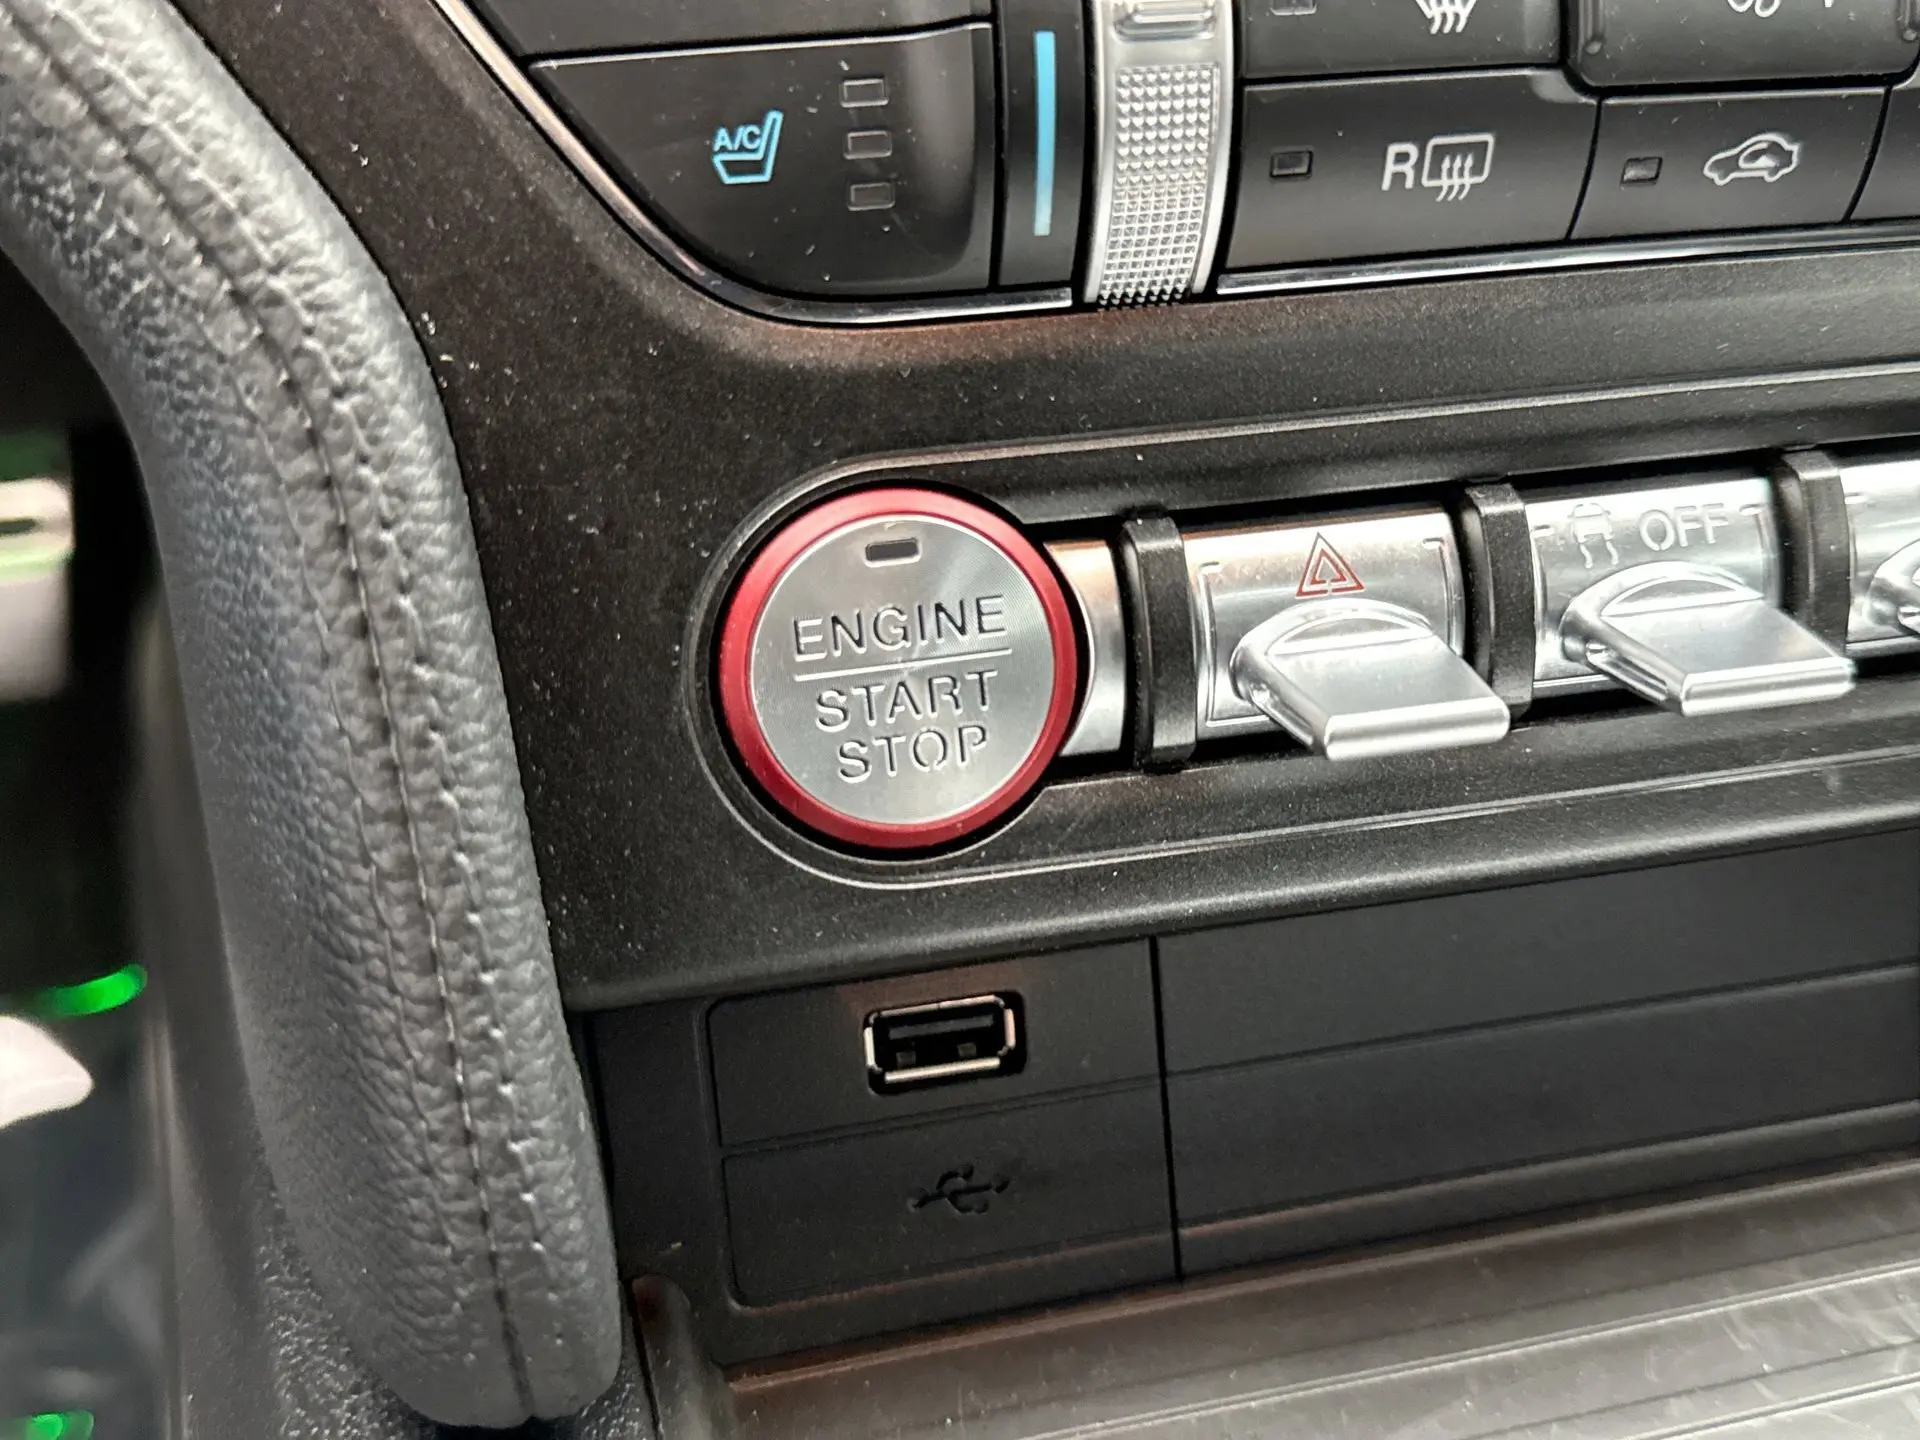 A/C
R
ENGINE
START
STOP
OFF